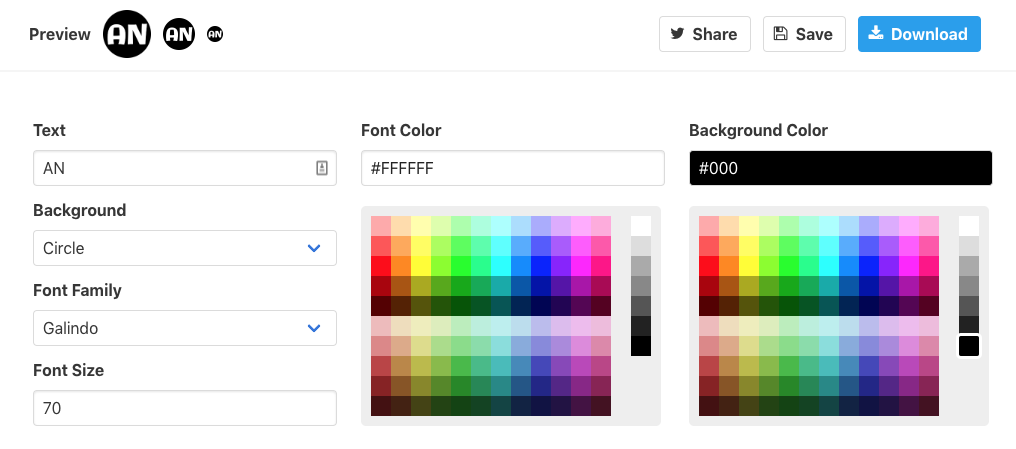 Preview AN AN AN Share Save Download
Text Font Color Background Color
AN #FFFFFF #000
Background
Circle
Font Family
Galindo
Font Size
70